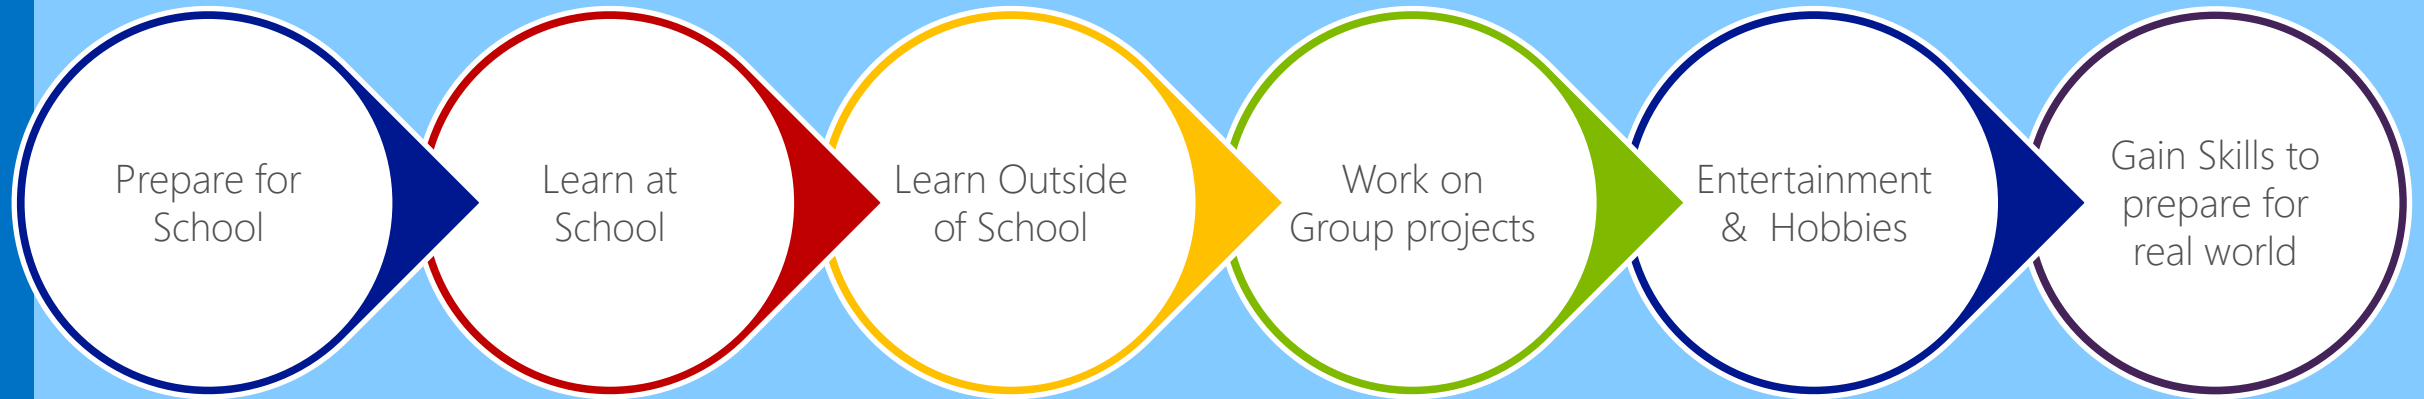 Prepare for
School
Learn at
School
Learn Outside
of School
Work on
Group projects
Entertainment
&  Hobbies
Gain Skills to
prepare for
real world